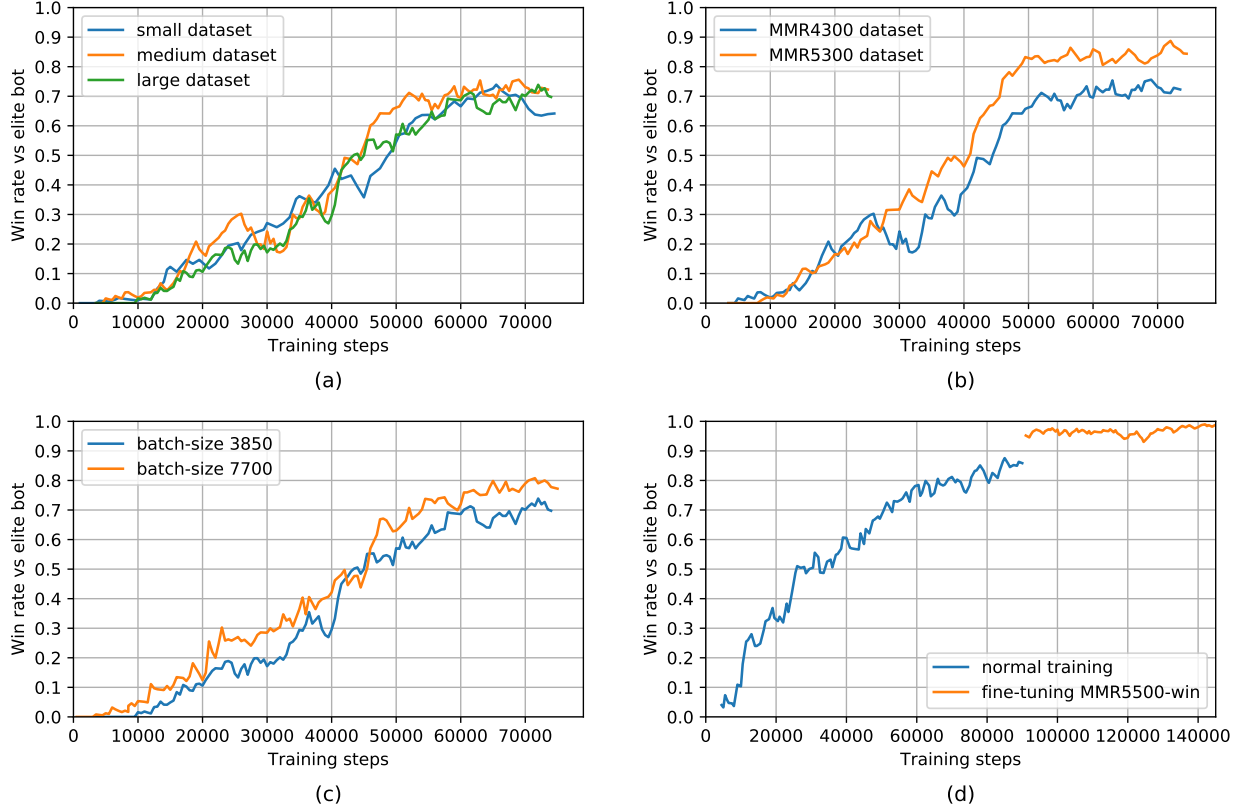 small dataset
medium dataset
large dataset
1.0
0.9
0.8
0.7
0.6
0.5
0.4
0.3
0.2
0.1
0.0
Win rate vs elite bot
0 10000 20000 30000 40000 50000 60000 70000
Training steps
(a)
MMR4300 dataset
MMR5300 dataset
1.0
0.9
0.8
0.7
0.6
0.5
0.4
0.3
0.2
0.1
0.0
Win rate vs elite bot
0 10000 20000 30000 40000 50000 60000 70000
Training steps
(b)
batch-size 3850
batch-size 7700
1.0
0.9
0.8
0.7
0.6
0.5
0.4
0.3
0.2
0.1
0.0
Win rate vs elite bot
0 10000 20000 30000 40000 50000 60000 70000
Training steps
(c)
1.0
0.9
0.8
0.7
0.6
0.5
0.4
0.3
0.2
0.1
0.0
Win rate vs elite bot
normal training
fine-tuning MMR5500-win
0 20000 40000 60000 80000 100000 120000 140000
Training steps
(d)